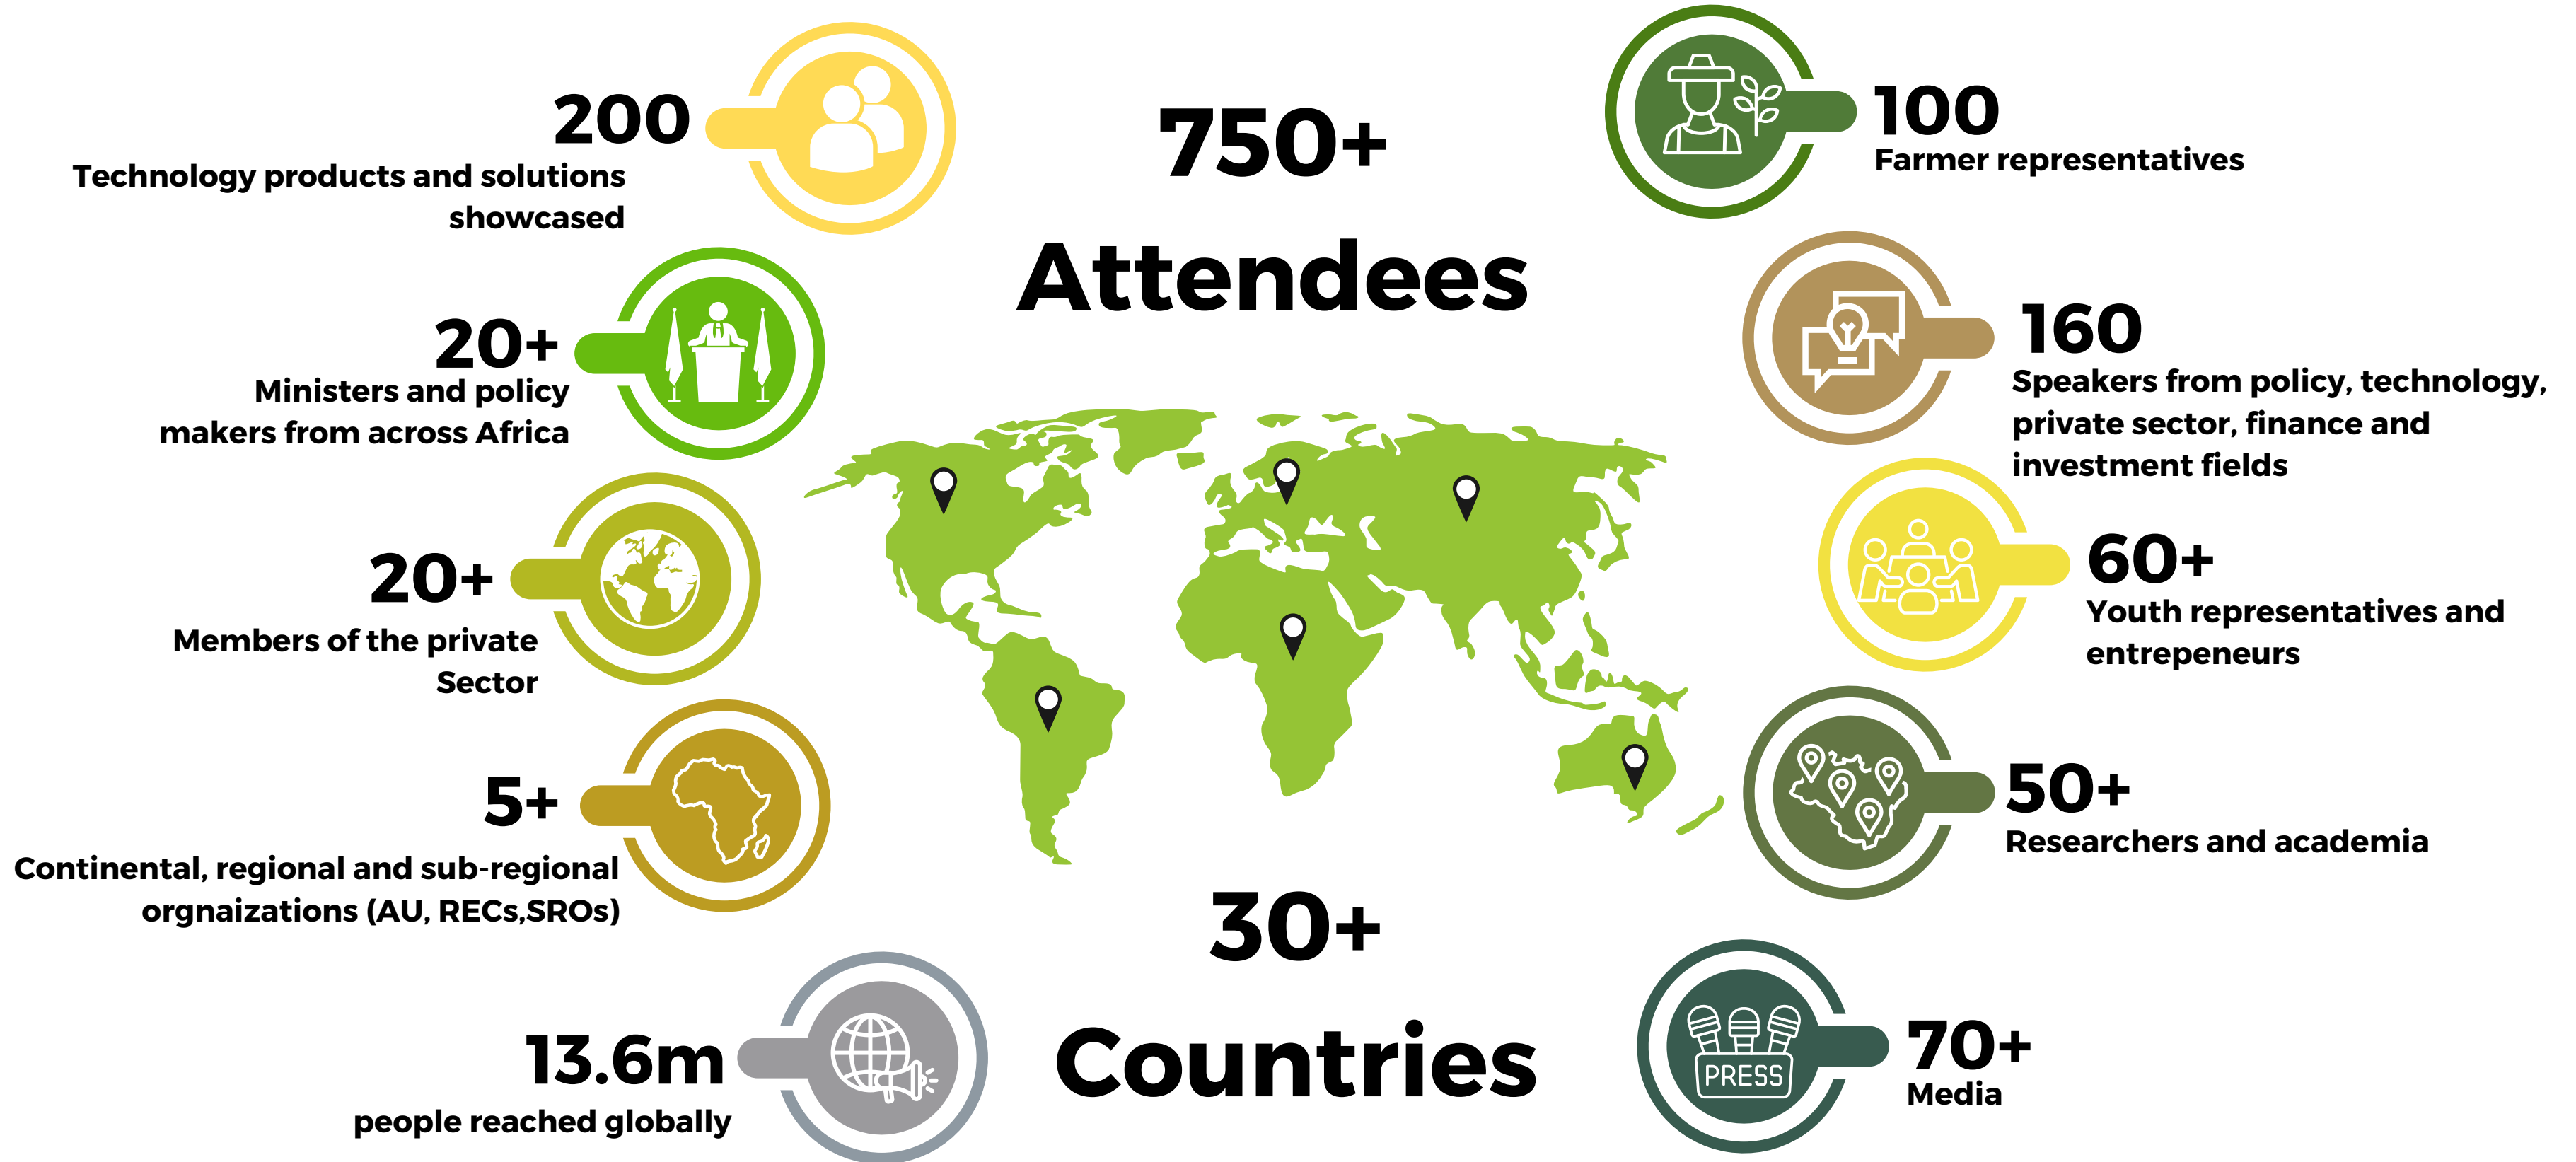 200
Technology products and solutions
showcased
20+
Ministers and policy
makers from across Africa
20+
Members of the private
Sector
5+
Continental, regional and sub-regional
orgnaizations (AU, RECs,SROs)
13.6m
people reached globally
750+
Attendees
30+
Countries
100
Farmer representatives
160
Speakers from policy, technology,
private sector, finance and
investment fields
60+
Youth representatives and
entrepeneurs
50+
Researchers and academia
PRESS
70+
Media